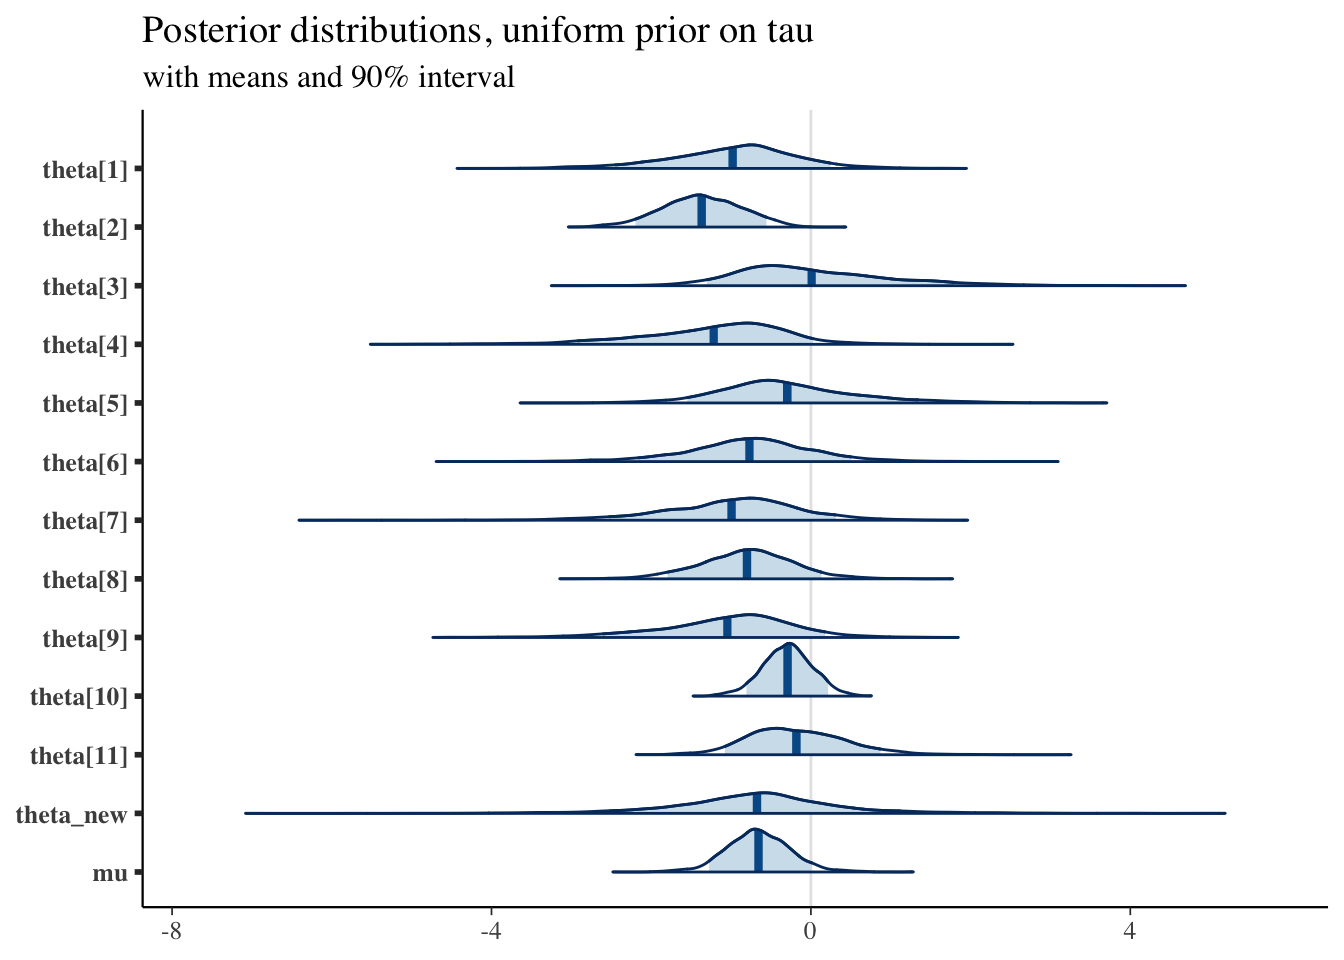 Posterior distributions, uniform prior on tau
with means and 90% interval
theta[1]
theta[2]
theta[3]
theta[4]
theta[5]
theta[6]
theta[7]
theta[8]
theta[9]
theta[10]
theta[11]
theta_new
mu
-8 -4 0 4